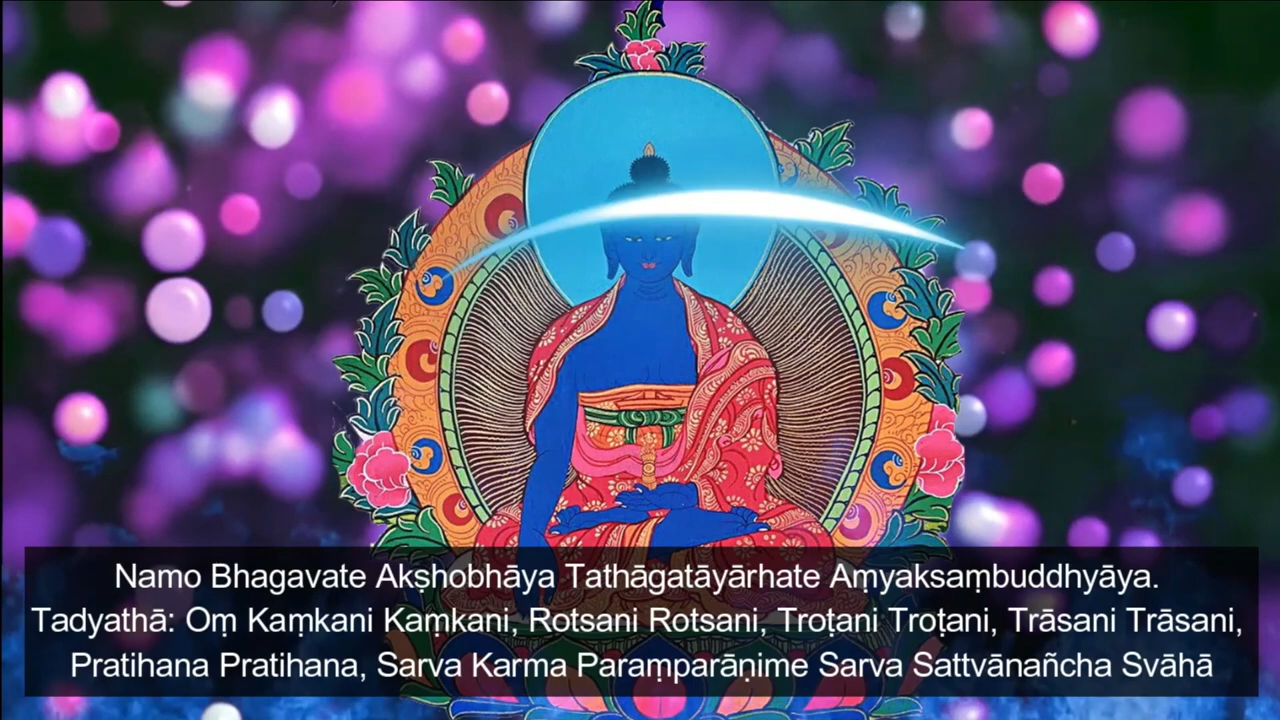 Namo Bhagavate Akṣhobhāya Tathāgatāyārhate Aṃyaksaṃbuddhyāya.
Tadyathā: Oṃ Kaṃkani Kaṃkani, Rotsani Rotsani, Troṭani Troṭani, Trāsani Trāsani,
Pratihana Pratihana, Sarva Karma Paraṃparāṇime Sarva Sattvānañcha Svāhā